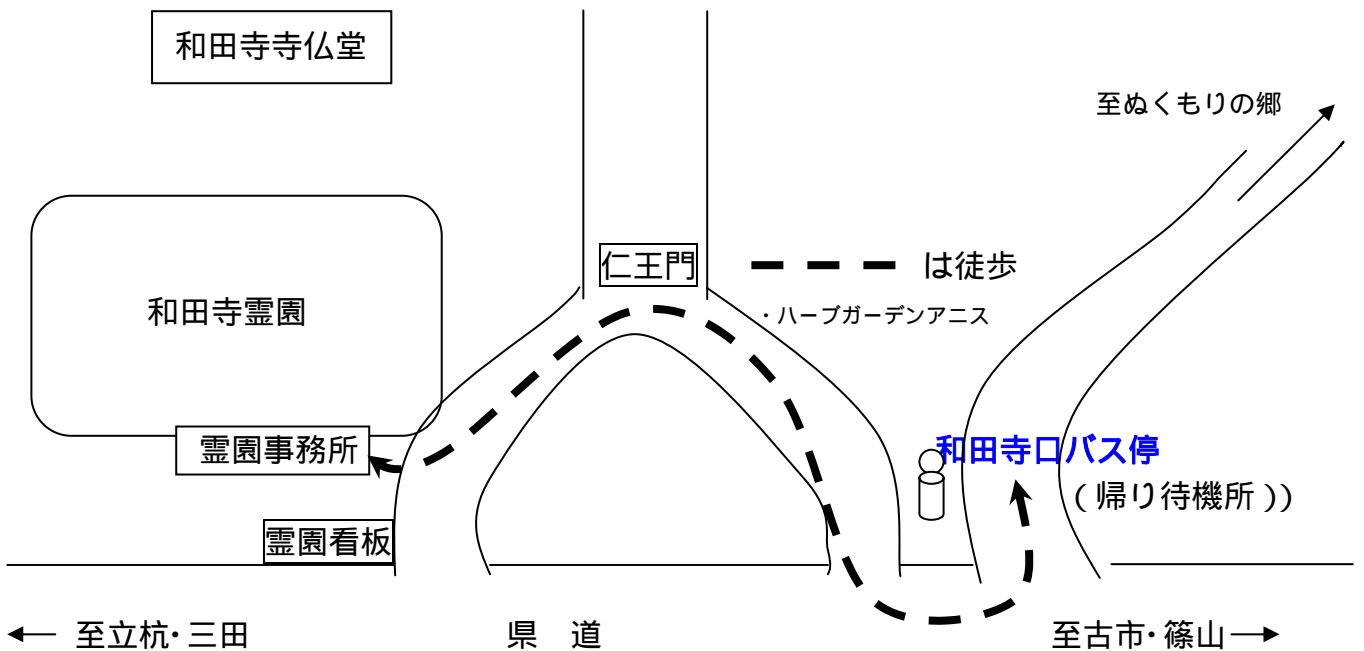 和田寺寺仏堂
至ぬくもりの郷
仁王門
は徒歩
・ハーブガーデンアニス
和田寺霊園
霊園事務所
和田寺口バス停
(帰り待機所))
霊園看板
至立杭・三田
県 道
至古市・篠山